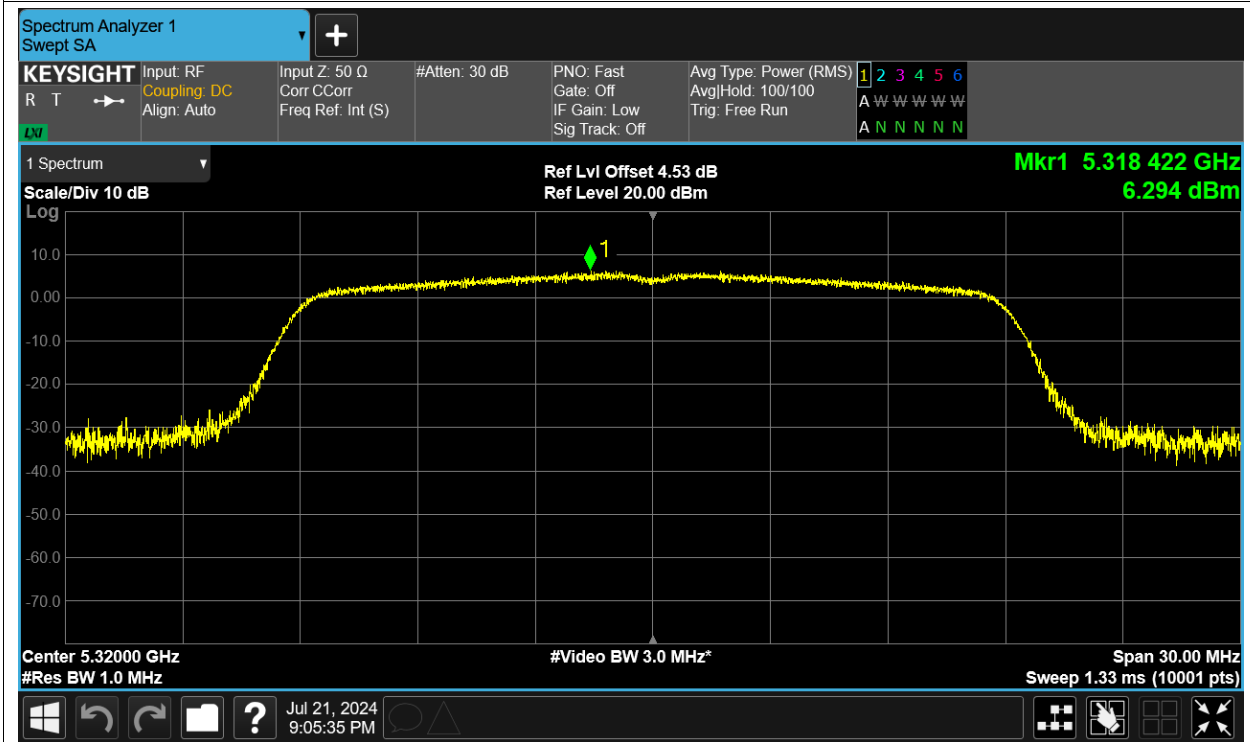 Spectrum Analyzer 1
Swept SA
+
KEYSIGHT
R T
LXI
Input: RF
Coupling: DC
Align: Auto
Input Z: 50 Ω
Corr CCorr
Freq Ref: Int (S)
#Atten: 30 dB
PNO: Fast
Gate: Off
IF Gain: Low
Sig Track: Off
Avg Type: Power (RMS)
Avg|Hold: 100/100
Trig: Free Run
1 2 3 4 5 6
A W W W W W
A N N N N N
1 Spectrum
Scale/Div 10 dB
Log
Ref Lvl Offset 4.53 dB
Ref Level 20.00 dBm
Mkr1 5.318 422 GHz
6.294 dBm
1
10.0
0.00
-10.0
-20.0
-30.0
-40.0
-50.0
-60.0
-70.0
Center 5.32000 GHz
#Res BW 1.0 MHz
#Video BW 3.0 MHz*
Span 30.00 MHz
Sweep 1.33 ms (10001 pts)
?
Jul 21, 2024
9:05:35 PM